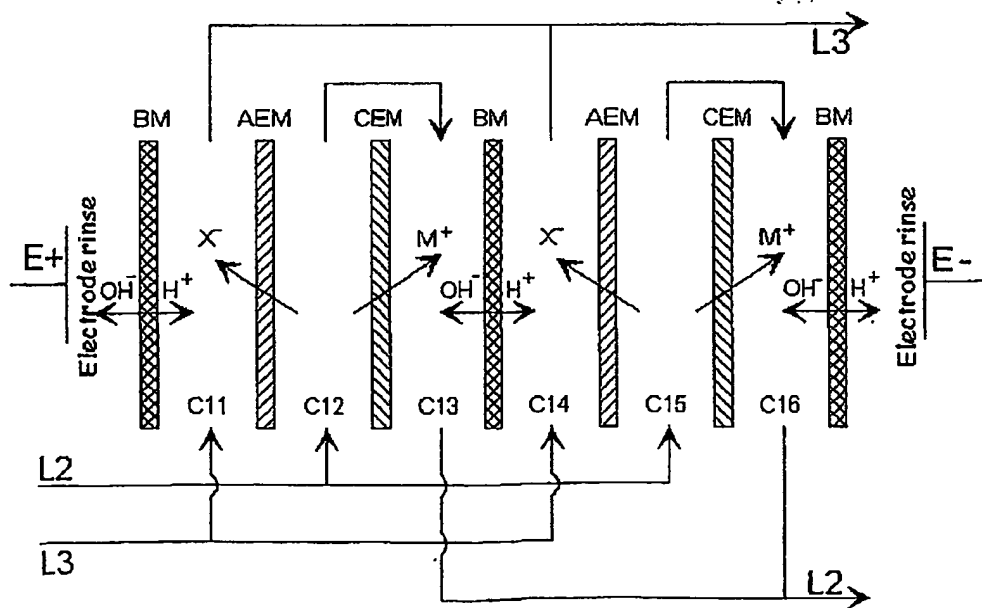 L3
BM AEM CEM BM AEM CEM BM
E+
Electrode rinse
OH⁻ H⁺
X⁻
M⁺
OH⁻ H⁺
X⁻
M⁺
OH⁻ H⁺
Electrode rinse
E-
C11 C12 C13 C14 C15 C16
L2
L3
L2